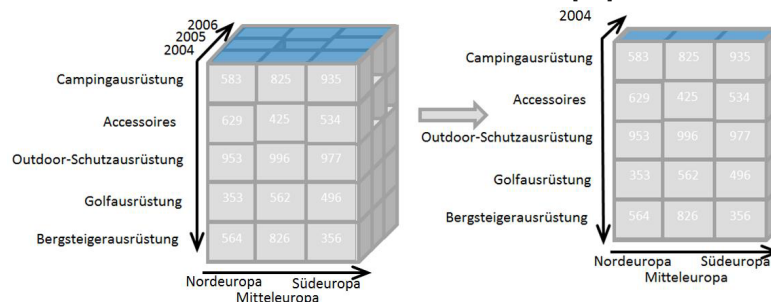 2006
2005
2004
Campingausrüstung 583 825 935
Accessoires 629 425 534
Outdoor-Schutzausrüstung 953 996 977
Golfausrüstung 353 562 496
Bergsteigerausrüstung 564 826 356
Nordeuropa Südeuropa
Mitteleuropa
2004
Campingausrüstung 583 825 935
Accessoires 629 425 534
Outdoor-Schutzausrüstung 953 996 977
Golfausrüstung 353 562 496
Bergsteigerausrüstung 564 826 356
Nordeuropa Südeuropa
Mitteleuropa